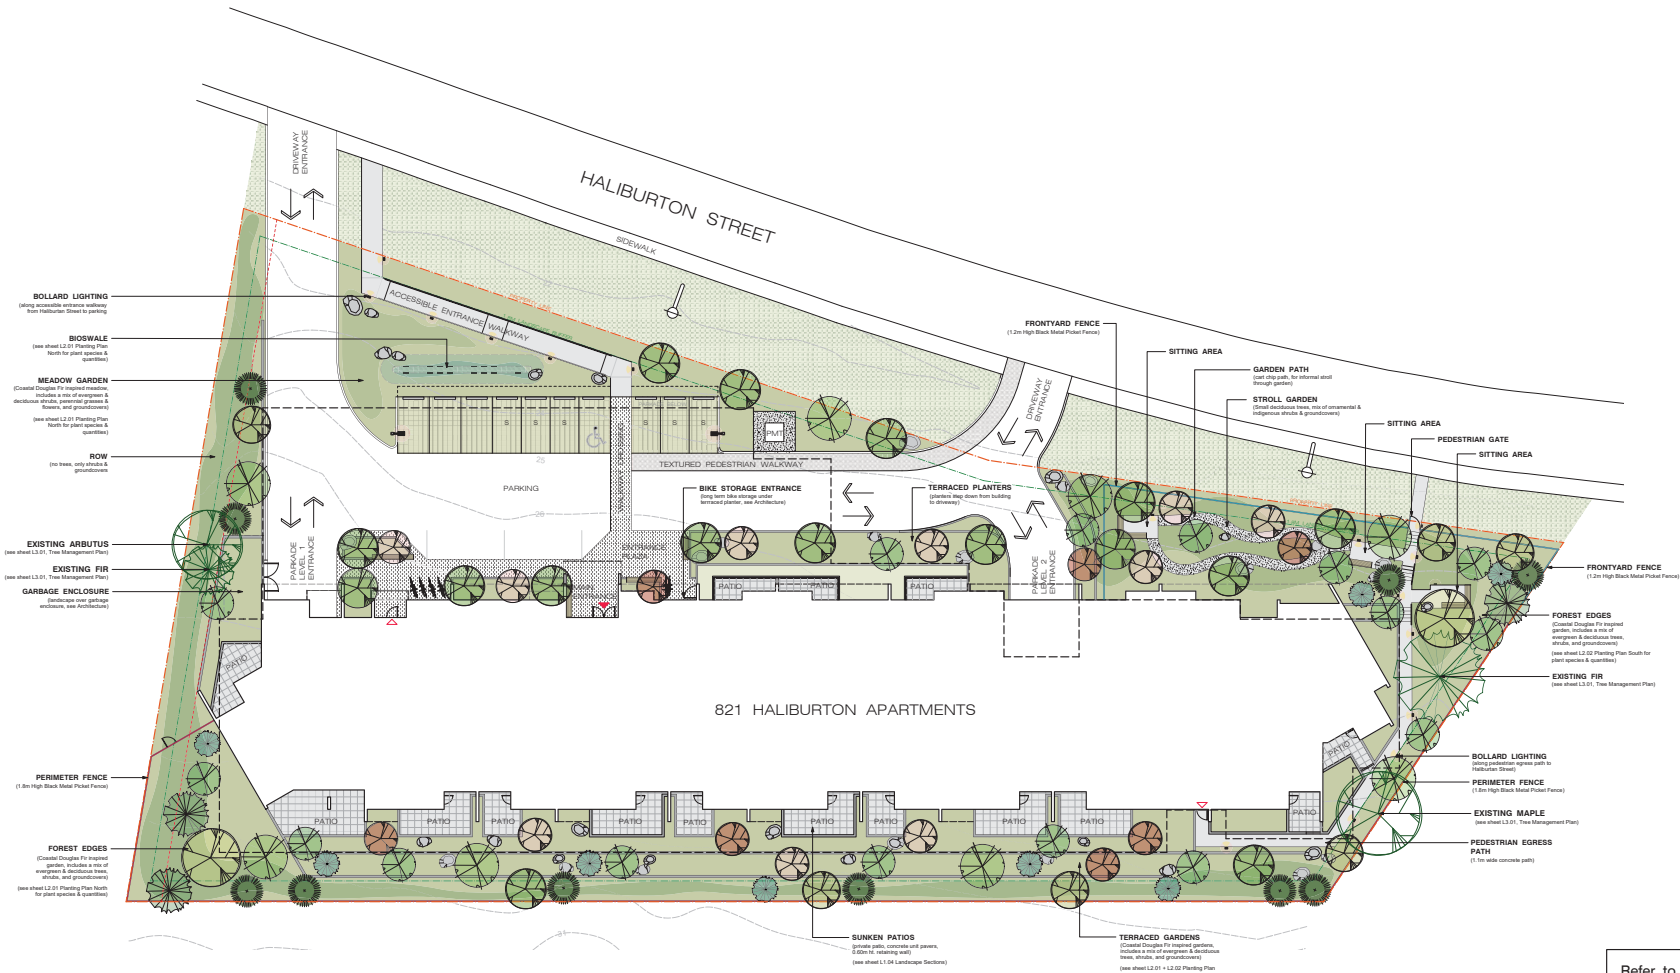 HALIBURTON STREET
SIDEWALK
DRIVEWAY
ENTRANCE
PROPERTY LINE
ACCESSIBLE ENTRANCE WALKWAY
BOLLARD LIGHTING
(along accessible entrance walkway
from Haliburtan Street to parking
BIOSWALE
(see sheet L2.01 Planting Plan
North for plant species &
quantities)
MEADOW GARDEN
(Coastal Douglas Fir inspired meadow,
includes a mix of evergreen &
deciduous shrubs, perennial grasses &
flowers, and groundcovers)
(see sheet L2.01 Planting Plan
North for plant species &
quantities)
ROW
(no trees, only shrubs &
groundcovers
EXISTING ARBUTUS
(see sheet L3.01, Tree Management Plan)
EXISTING FIR
(see sheet L3.01, Tree Management Plan)
GARBAGE ENCLOSURE
(landscape over garbage
enclosure, see Architecture)
PERIMETER FENCE
(1.8m High Black Metal Picket Fence)
FOREST EDGES
(Coastal Douglas Fir inspired
garden, includes a mix of
evergreen & deciduous trees,
shrubs, and groundcovers)
(see sheet L2.01 Planting Plan North
for plant species & quantities)
PARKADE
LEVEL 1
ENTRANCE
S S S S S S
PMT
25
PARKING
26
TEXTURED PEDESTRIAN WALKWAY
BIKE STORAGE ENTRANCE
(long term bike storage under
terraced planter, see Architecture)
TERRACED PLANTERS
(planters step down from building
to driveway)
DRIVEWAY
ENTRANCE
PARKADE
LEVEL 2
ENTRANCE
FRONTYARD FENCE
(1.2m High Black Metal Picket Fence)
SITTING AREA
GARDEN PATH
(cart chip path, for informal stroll
through garden)
STROLL GARDEN
(Small deciduous trees, mix of ornamental &
indigenous shrubs & groundcovers)
SITTING AREA
PEDESTRIAN GATE
SITTING AREA
PROPERTY LINE
FRONTYARD FENCE
(1.2m High Black Metal Picket Fence)
FOREST EDGES
(Coastal Douglas Fir inspired
garden, includes a mix of
evergreen & deciduous trees,
shrubs, and groundcovers)
(see sheet L2.02 Planting Plan South for
plant species & quantities)
EXISTING FIR
(see sheet L3.01, Tree Management Plan)
BOLLARD LIGHTING
(along pedestrian egress path to
Haliburtan Street)
PERIMETER FENCE
(1.8m High Black Metal Picket Fence)
EXISTING MAPLE
(see sheet L3.01, Tree Management Plan)
PEDESTRIAN EGRESS
PATH
(1.1m wide concrete path)
PATIO PATIO PATIO
PATIO
821 HALIBURTON APARTMENTS
PATIO
PATIO PATIO PATIO PATIO PATIO PATIO PATIO PATIO PATIO PATIO
31
SUNKEN PATIOS
(private patio, concrete unit pavers,
0.60m ht. retaining wall)
(see sheet L1.04 Landscape Sections)
TERRACED GARDENS
(Coastal Douglas Fir inspired gardens,
includes a mix of evergreen & deciduous
trees, shrubs, and groundcovers)
(see sheet L2.01 + L2.02 Planting Plan
Refer to